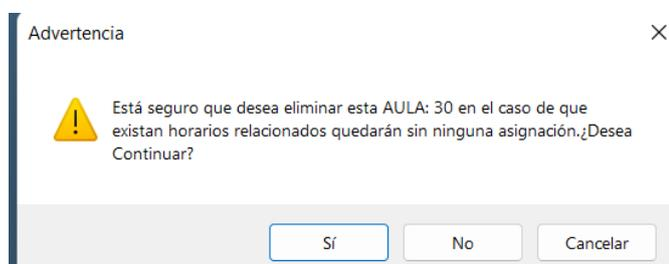 Advertencia
Está seguro que desea eliminar esta AULA: 30 en el caso de que
existan horarios relacionados quedarán sin ninguna asignación.¿Desea
Continuar?
Sí
No
Cancelar